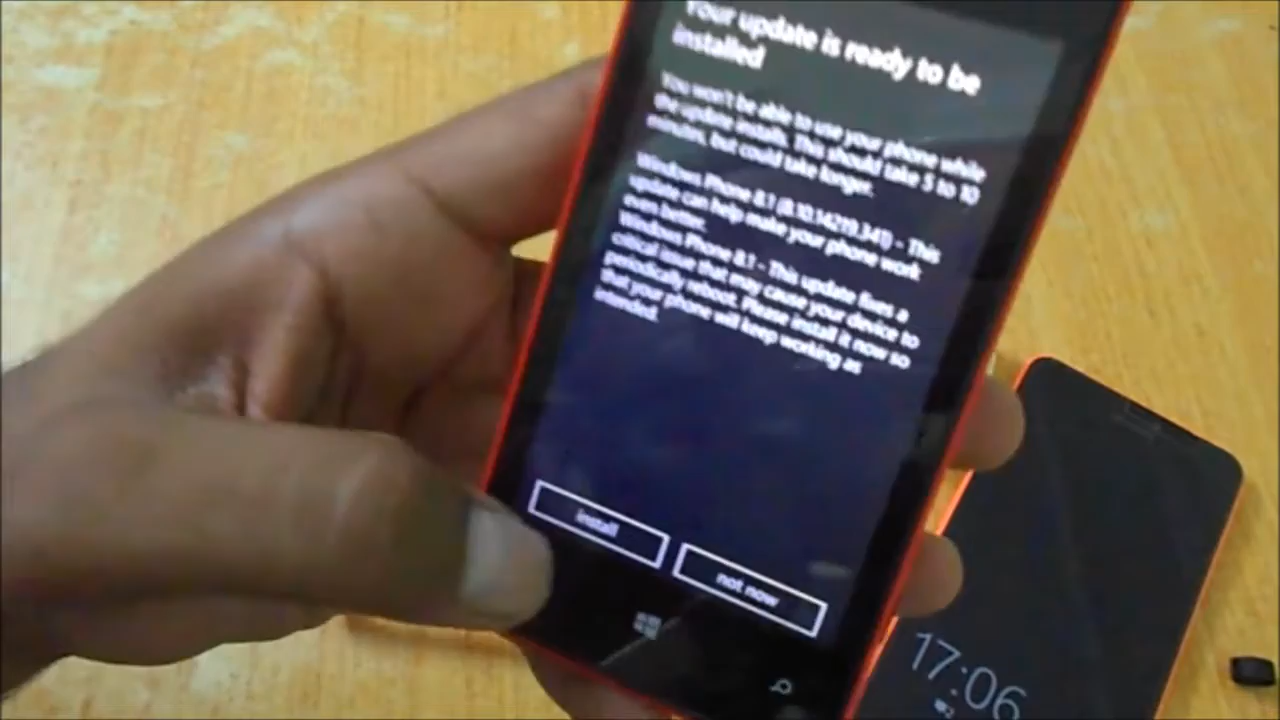 Your update is ready to be
installed
You won't be able to use your phone while
the update installs. This should take 5 to 10
minutes, but could take longer.
Windows Phone 8.1 (8.10.14219.341) - This
update can help make your phone work
even better.
Windows Phone 8.1 - This update fixes a
critical issue that may cause your device to
periodically reboot. Please install it now so
that your phone will keep working as
intended.
install
not now
17:06